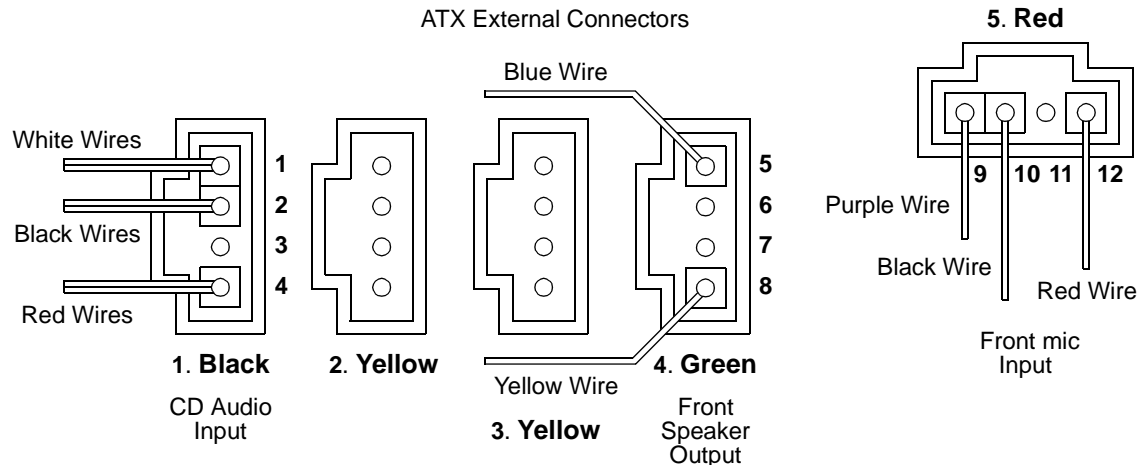 ATX External Connectors
5. Red
Blue Wire
White Wires
1
2
3
4
Black Wires
Red Wires
5
6
7
8
9 10 11 12
Purple Wire
Black Wire
Red Wire
Front mic
Input
1. Black
CD Audio
Input
2. Yellow
Yellow Wire
3. Yellow
4. Green
Front
Speaker
Output